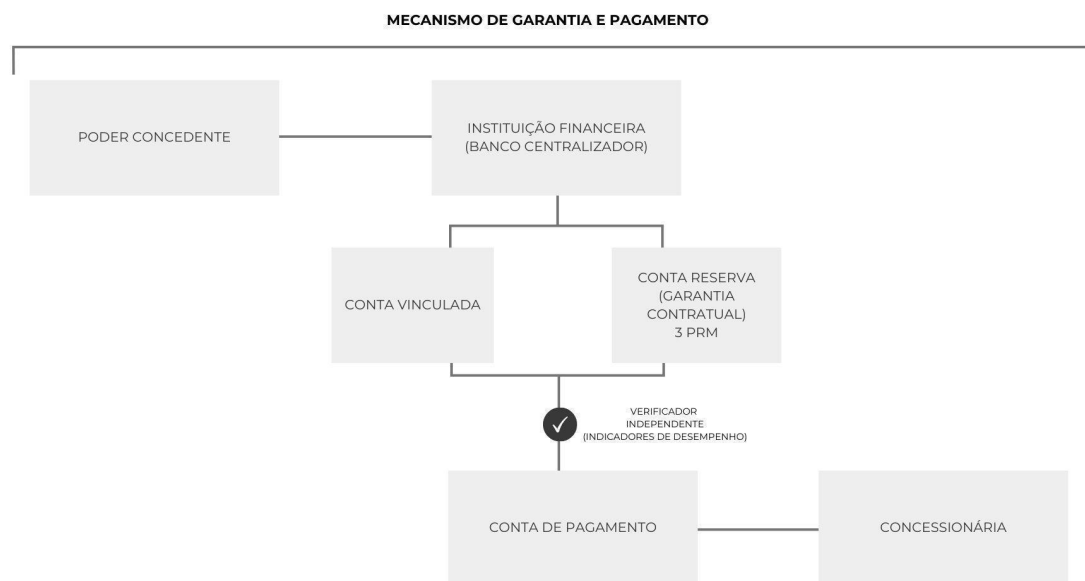 MECANISMO DE GARANTIA E PAGAMENTO
PODER CONCEDENTE
INSTITUIÇÃO FINANCEIRA
(BANCO CENTRALIZADOR)
CONTA VINCULADA
CONTA RESERVA
(GARANTIA
CONTRATUAL)
3 PRM
VERIFICADOR
INDEPENDENTE
(INDICADORES DE DESEMPENHO)
CONTA DE PAGAMENTO
CONCESSIONÁRIA